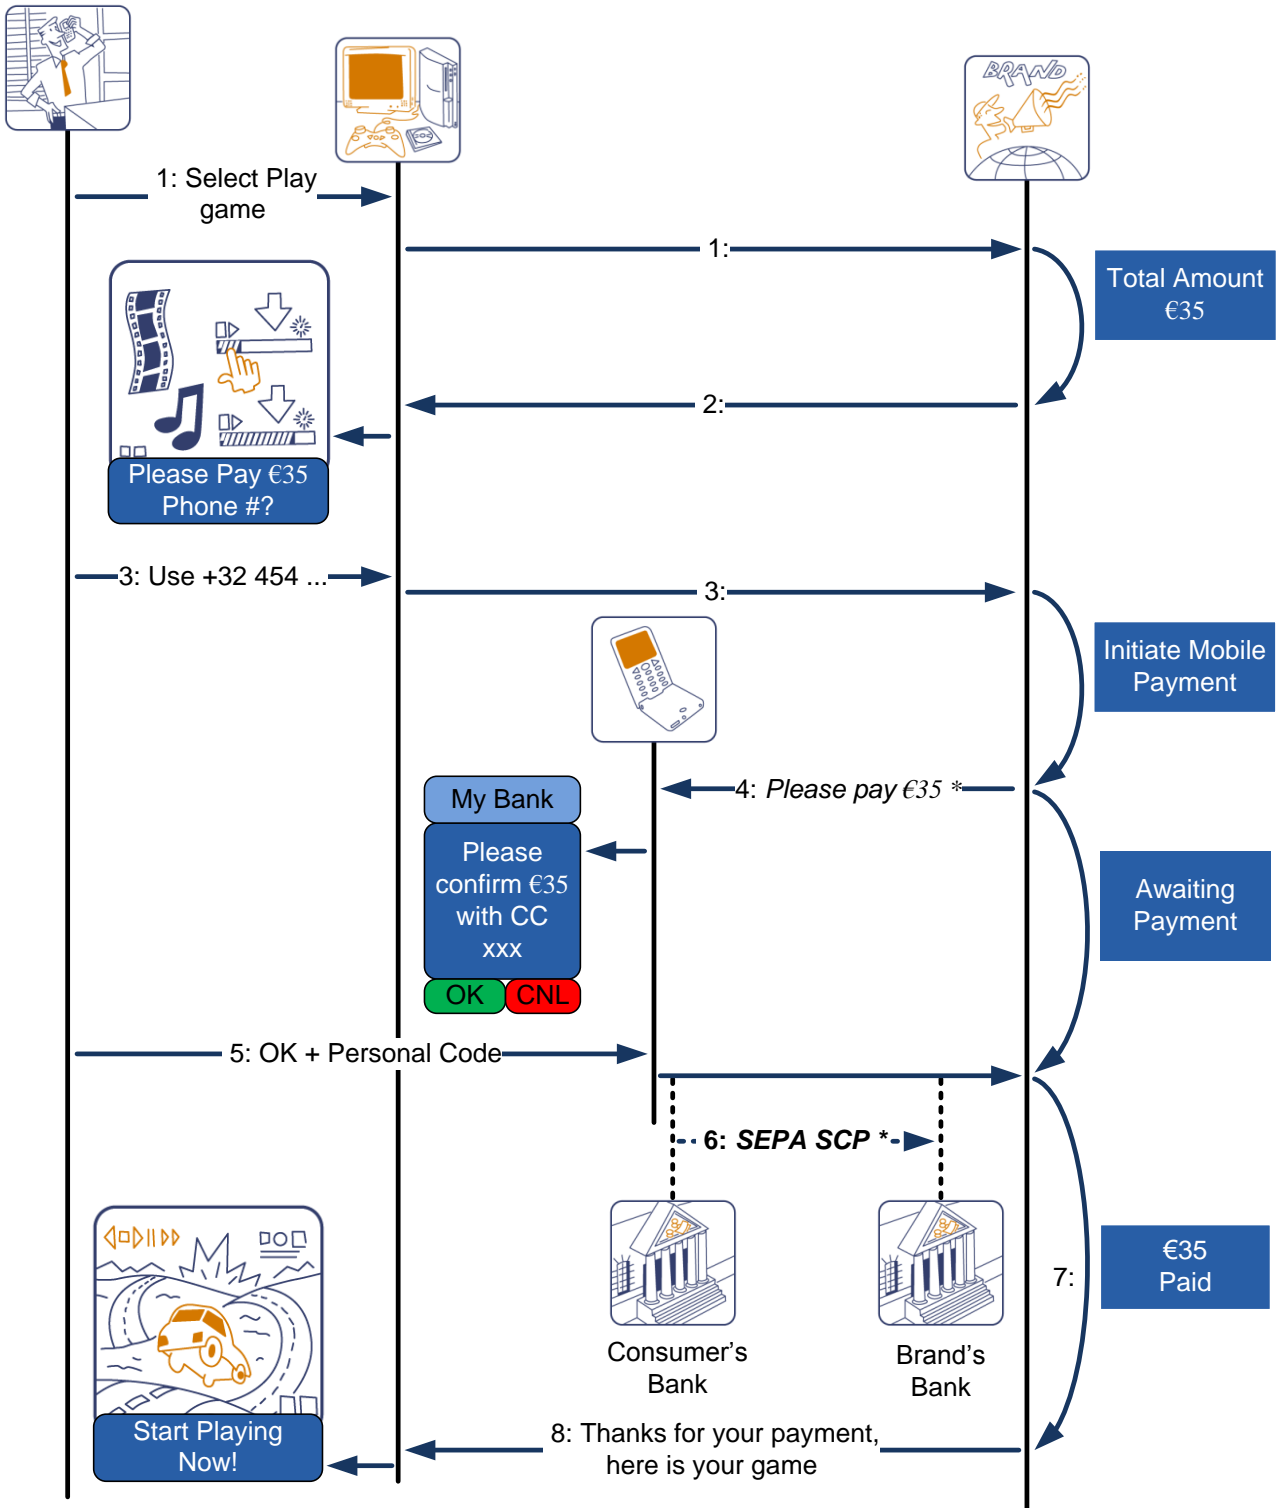 BRAND
1: Select Play
game
1:
Total Amount
€35
2:
Please Pay €35
Phone #?
3: Use +32 454 ...
3:
Initiate Mobile
Payment
4: Please pay €35 *
My Bank
Please
confirm €35
with CC
xxx
OK
CNL
Awaiting
Payment
5: OK + Personal Code
6: SEPA SCP *
7:
€35
Paid
Consumer's
Bank
Brand's
Bank
Start Playing
Now!
8: Thanks for your payment,
here is your game